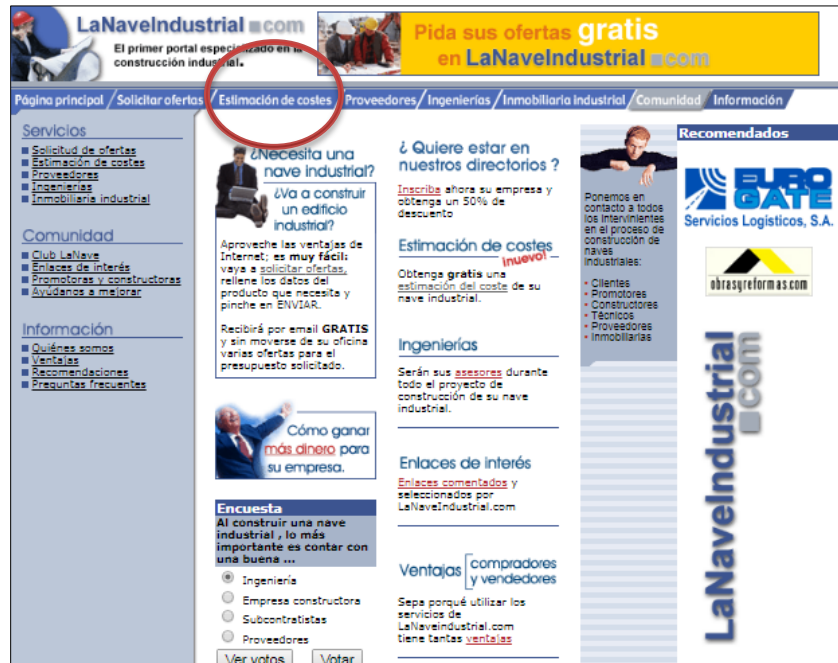 LaNaveIndustrial.com
El primer portal especializado en la
construcción industrial.
Pida sus ofertas gratis
en LaNaveIndustrial.com
Página principal / Solicitar ofertas / Estimación de costes / Proveedores / Ingenierías / Inmobiliaria industrial / Comunidad / Información
Servicios
Solicitud de ofertas
Estimación de costes
Proveedores
Ingenierías
Inmobiliaria industrial
Comunidad
Club LaNave
Enlaces de interés
Promotoras y constructoras
Ayúdanos a mejorar
Información
Quiénes somos
Ventajas
Recomendaciones
Preguntas frecuentes
¿Necesita una
nave industrial?
¿Va a construir
un edificio
industrial?
Aproveche las ventajas de
Internet; es muy fácil:
vaya a solicitar ofertas,
rellene los datos del
producto que necesita y
pinche en ENVIAR.
Recibirá por email GRATIS
y sin moverse de su oficina
varias ofertas para el
presupuesto solicitado.
Cómo ganar
más dinero para
su empresa.
Encuesta
Al construir una nave
industrial , lo más
importante es contar con
una buena ...
Ingeniería
Empresa constructora
Subcontratistas
Proveedores
Ver votos
Votar
¿ Quiere estar en
nuestros directorios ?
Inscriba ahora su empresa y
obtenga un 50% de
descuento
Estimación de costes
¡nuevo!
Obtenga gratis una
estimación del coste de su
nave industrial.
Ingenierías
Serán sus asesores durante
todo el proyecto de
construcción de su nave
industrial.
Enlaces de interés
Enlaces comentados y
seleccionados por
LaNaveIndustrial.com
Ventajas compradores
y vendedores
Sepa porqué utilizar los
servicios de
LaNaveindustrial.com
tiene tantas ventajas
Ponemos en
contacto a todos
los intervinientes
en el proceso de
construcción de
naves
industriales:
• Clientes
• Promotores
• Constructores
• Técnicos
• Proveedores
• Inmobiliarias
Recomendados
EURO
GATE
Servicios Logísticos, S.A.
obrasyreformas.com
LaNaveIndustrial
com